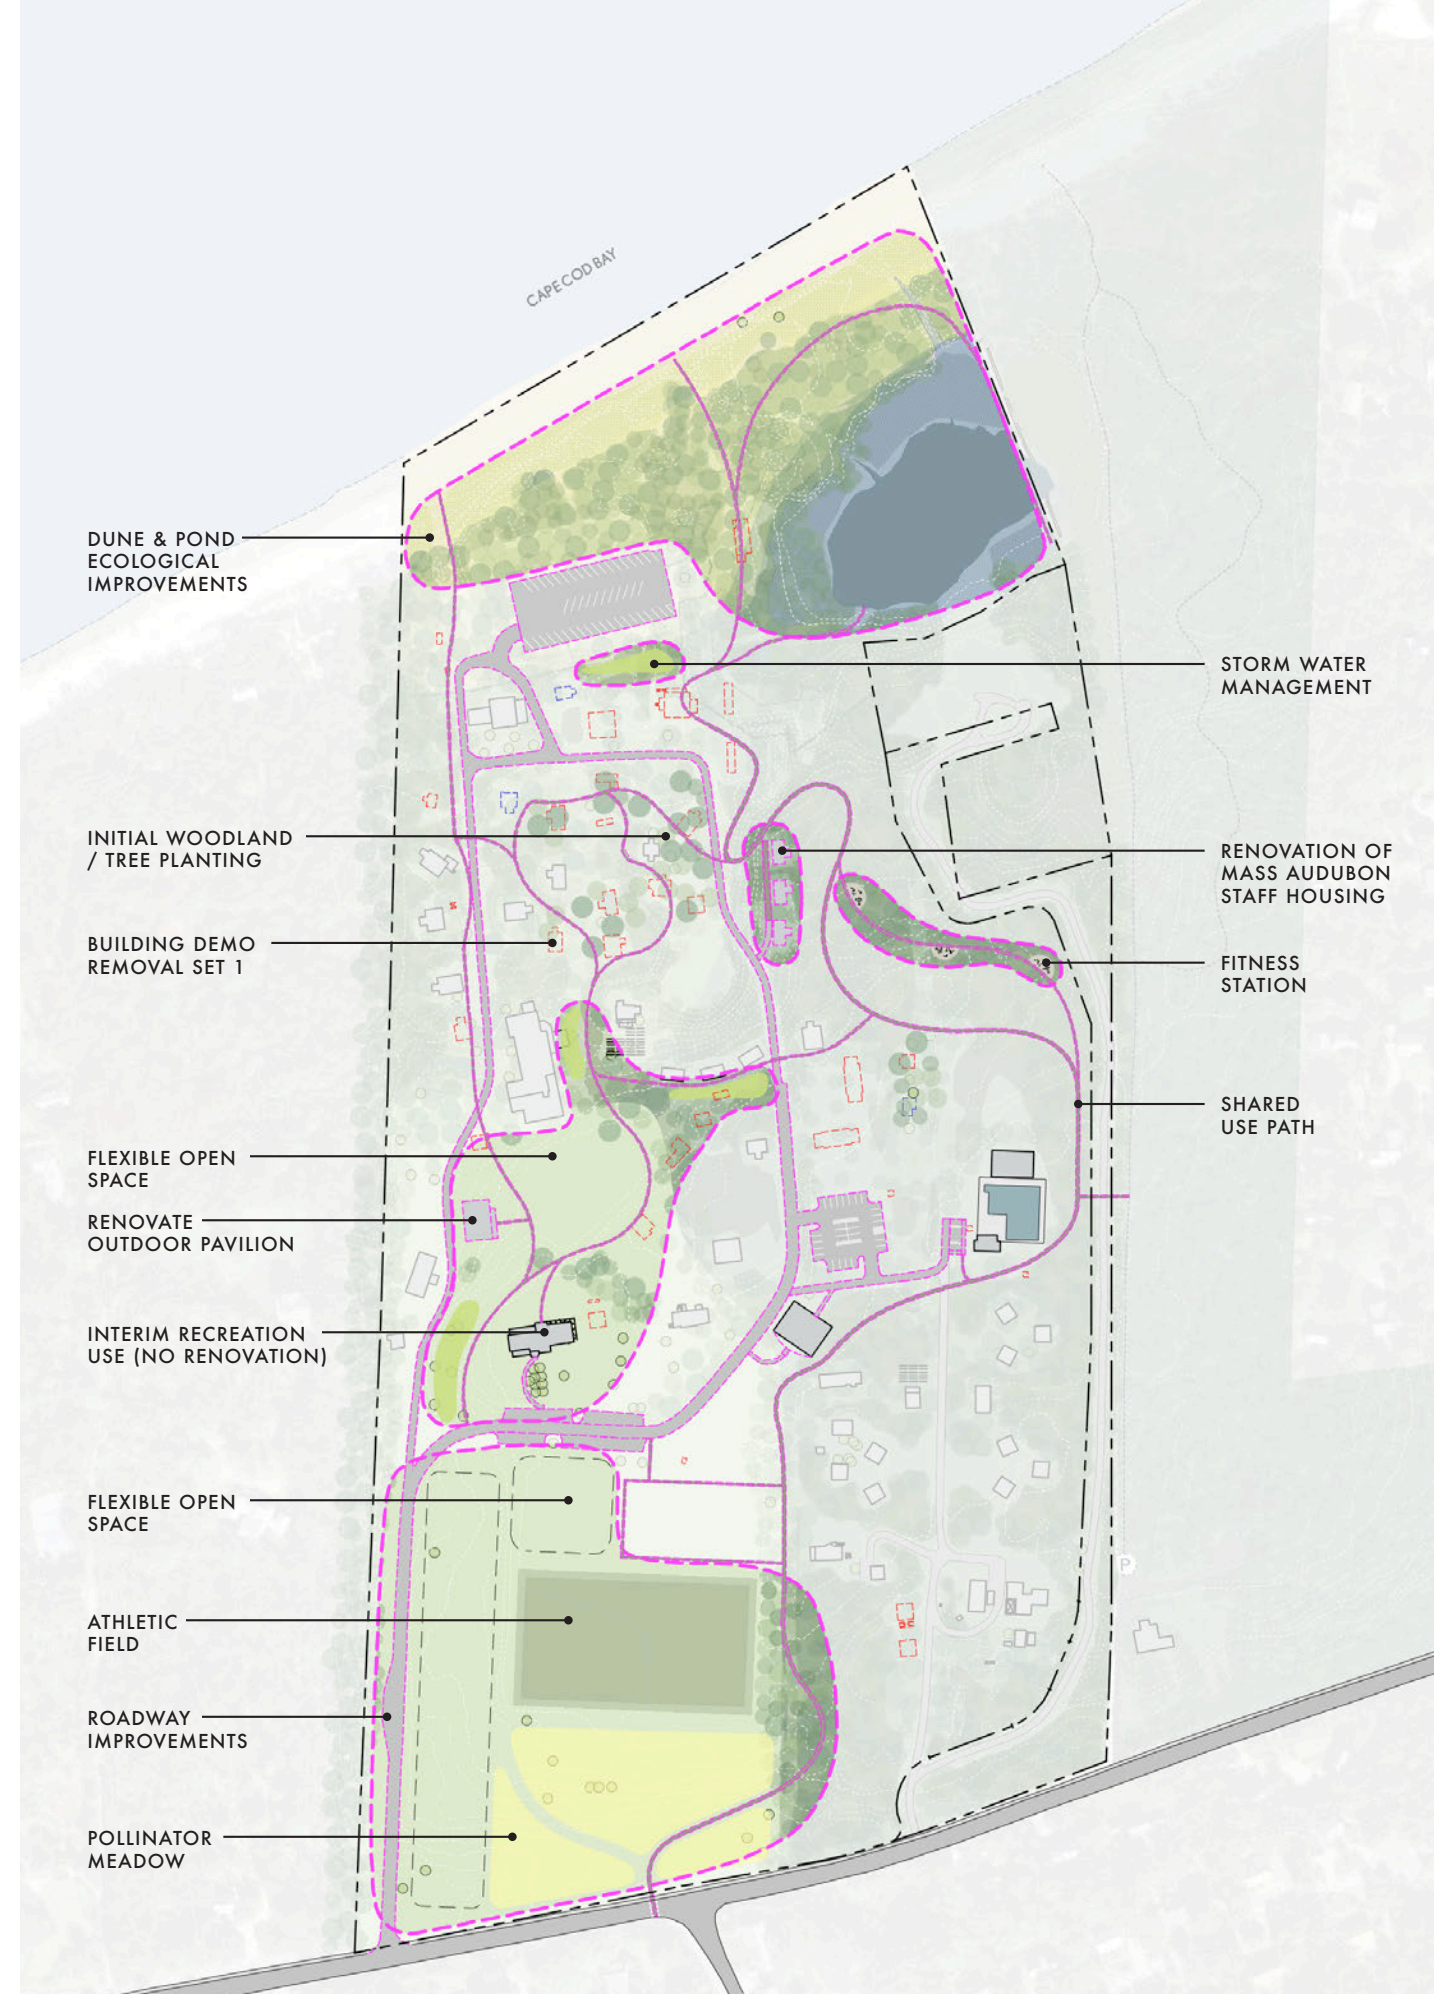 CAPE COD BAY
DUNE & POND
ECOLOGICAL
IMPROVEMENTS
STORM WATER
MANAGEMENT
INITIAL WOODLAND
/ TREE PLANTING
RENOVATION OF
MASS AUDUBON
STAFF HOUSING
BUILDING DEMO
REMOVAL SET 1
FITNESS
STATION
SHARED
USE PATH
FLEXIBLE OPEN
SPACE
RENOVATE
OUTDOOR PAVILION
INTERIM RECREATION
USE (NO RENOVATION)
FLEXIBLE OPEN
SPACE
P
ATHLETIC
FIELD
ROADWAY
IMPROVEMENTS
POLLINATOR
MEADOW